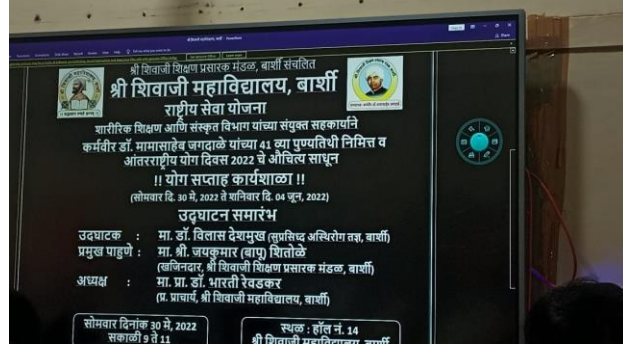 श्री शिवाजी शिक्षण प्रसारक मंडळ, बार्शी संचलित
श्री शिवाजी महाविद्यालय, बार्शी
राष्ट्रीय सेवा योजना
शारीरिक शिक्षण आणि संस्कृत विभाग यांच्या संयुक्त सहकार्याने
कर्मवीर डॉ. मामासाहेब जगदाळे यांच्या 41 व्या पुण्यतिथी निमित्त व
आंतरराष्ट्रीय योग दिवस 2022 चे औचित्य साधून
!! योग सप्ताह कार्यशाळा !!
(सोमवार दि. 30 मे, 2022 ते शनिवार दि. 04 जून, 2022)
उद्घाटन समारंभ
उद्घाटक : मा. डॉ. विलास देशमुख (सुप्रसिध्द अस्थिरोग तज्ञ, बार्शी)
प्रमुख पाहुणे : मा. श्री. जयकुमार (बापू) शितोळे
(खजिनदार, श्री शिवाजी शिक्षण प्रसारक मंडळ, बार्शी)
अध्यक्ष : मा. प्रा. डॉ. भारती रेवडकर
(प्र. प्राचार्य, श्री शिवाजी महाविद्यालय, बार्शी)
सोमवार दिनांक 30 मे, 2022
सकाळी 9 ते 11
स्थळ : हॉल नं. 14
श्री शिवाजी महाविद्यालय, बार्शी